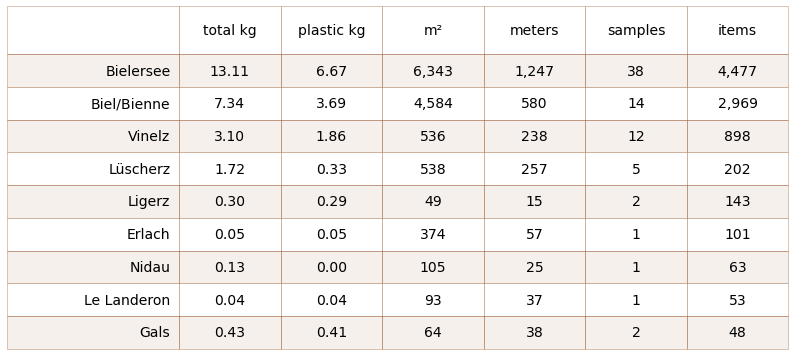 total kg plastic kg m² meters samples items
Bielersee 13.11 6.67 6,343 1,247 38 4,477
Biel/Bienne 7.34 3.69 4,584 580 14 2,969
Vinelz 3.10 1.86 536 238 12 898
Lüscherz 1.72 0.33 538 257 5 202
Ligerz 0.30 0.29 49 15 2 143
Erlach 0.05 0.05 374 57 1 101
Nidau 0.13 0.00 105 25 1 63
Le Landeron 0.04 0.04 93 37 1 53
Gals 0.43 0.41 64 38 2 48